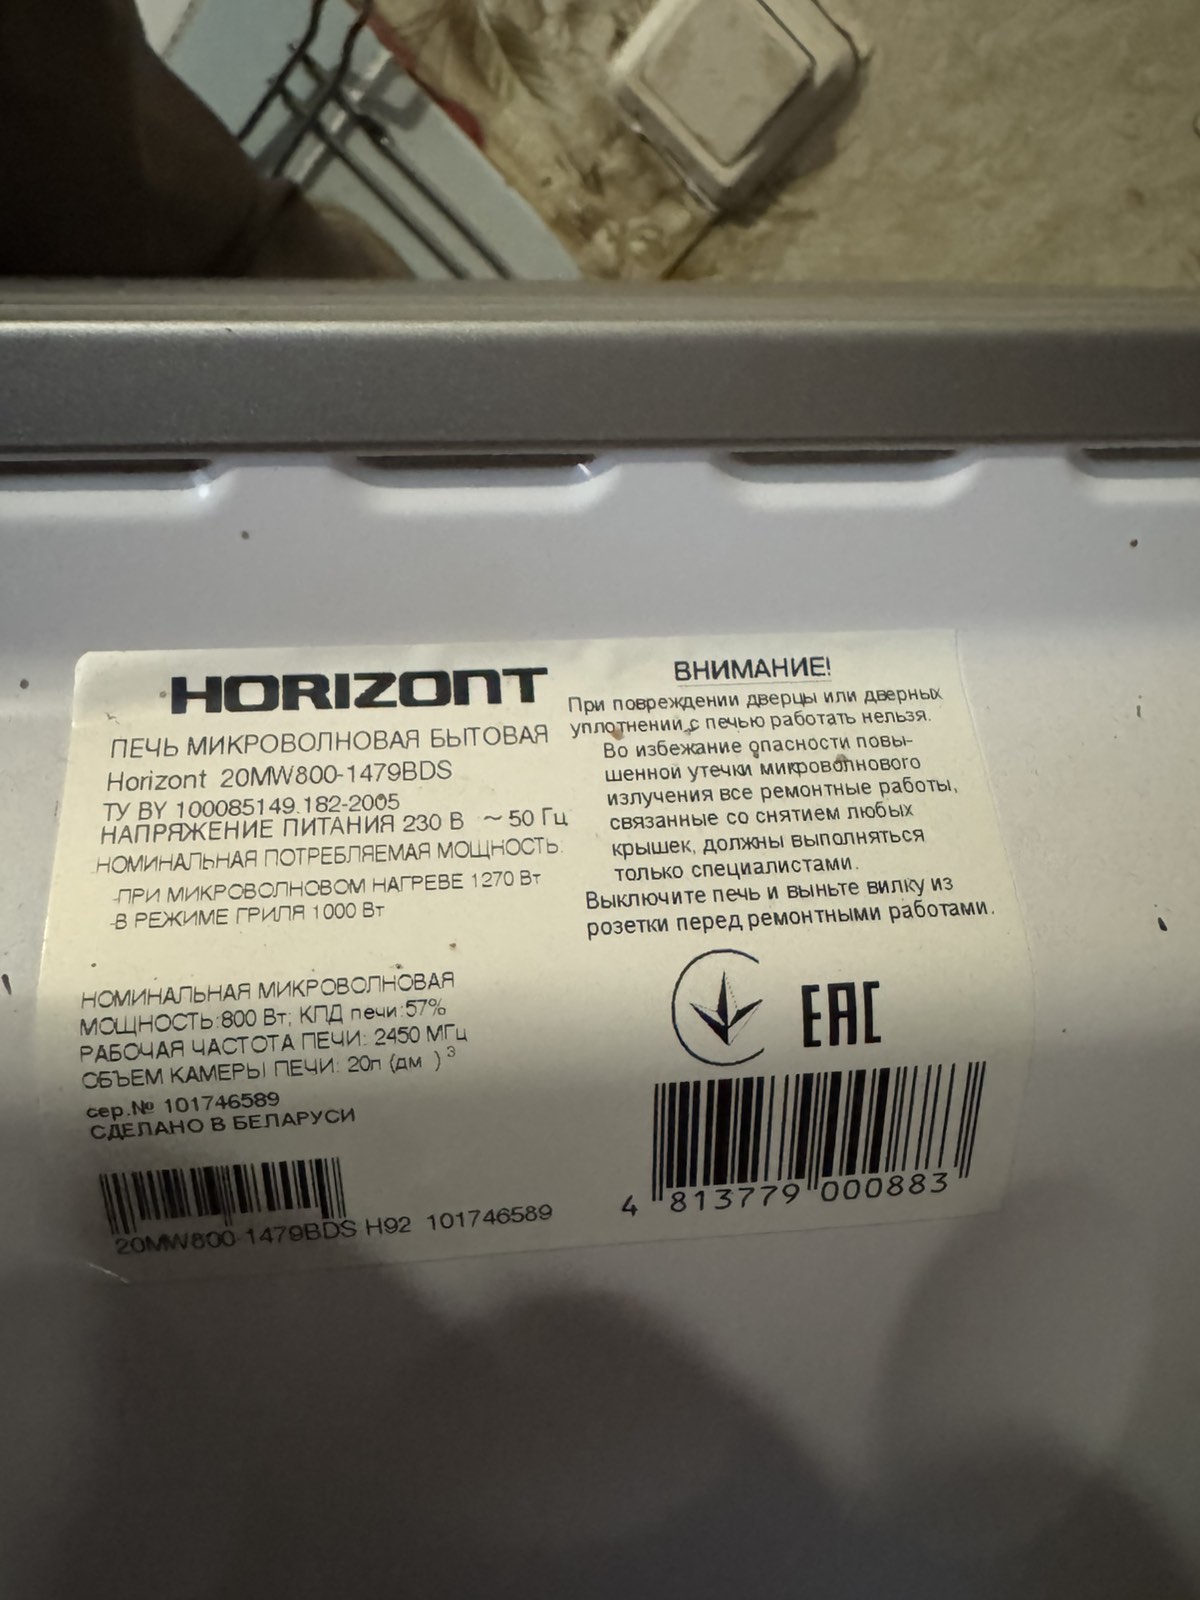 HORIZONT
ПЕЧЬ МИКРОВОЛНОВАЯ БЫТОВАЯ
Horizont 20MW800-1479BDS
ТУ BY 100085149.182-2005
НАПРЯЖЕНИЕ ПИТАНИЯ 230 В ~ 50 Гц
НОМИНАЛЬНАЯ ПОТРЕБЛЯЕМАЯ МОЩНОСТЬ:
-ПРИ МИКРОВОЛНОВОМ НАГРЕВЕ 1270 Вт
-В РЕЖИМЕ ГРИЛЯ 1000 Вт
НОМИНАЛЬНАЯ МИКРОВОЛНОВАЯ
МОЩНОСТЬ:800 Вт; КПД печи:57%
РАБОЧАЯ ЧАСТОТА ПЕЧИ: 2450 МГц
ОБЪЕМ КАМЕРЫ ПЕЧИ: 20л (дм )³
сер.№ 101746589
СДЕЛАНО В БЕЛАРУСИ
20MW800-1479BDS H92 101746589
ВНИМАНИЕ!
При повреждении дверцы или дверных
уплотнений с печью работать нельзя.
Во избежание опасности повы-
шенной утечки микроволнового
излучения все ремонтные работы,
связанные со снятием любых
крышек, должны выполняться
только специалистами.
Выключите печь и выньте вилку из
розетки перед ремонтными работами.
EAC
4 813779 000883